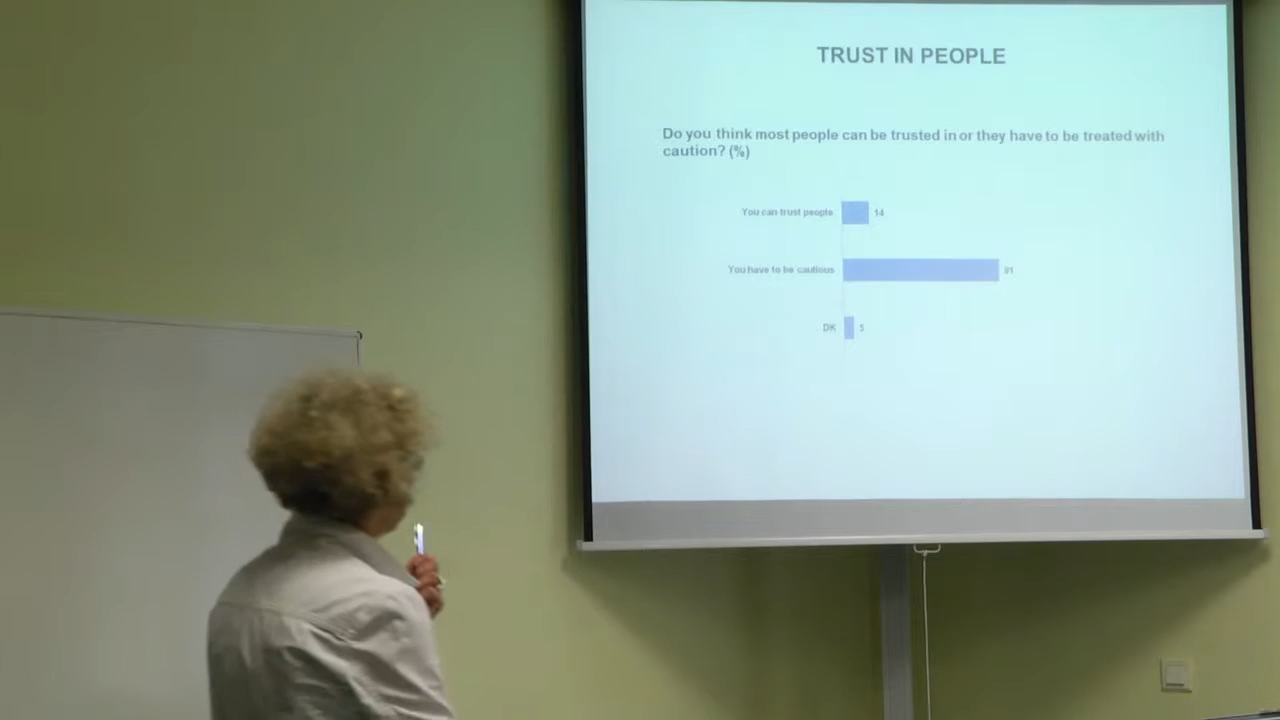 TRUST IN PEOPLE
Do you think most people can be trusted in or they have to be treated with
caution? (%)
You can trust people 14
You have to be cautious 81
DK 5